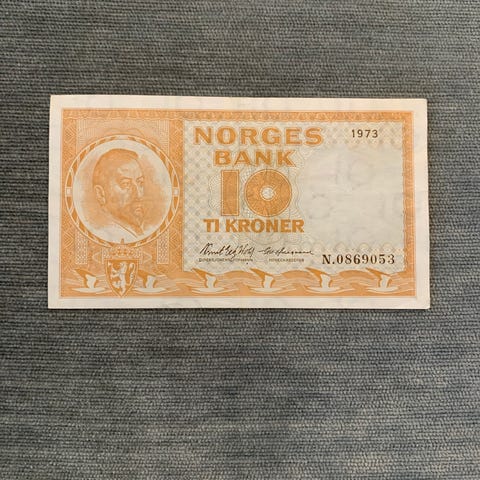 NORGES
BANK
1973
10
TI KRONER
N.0869053